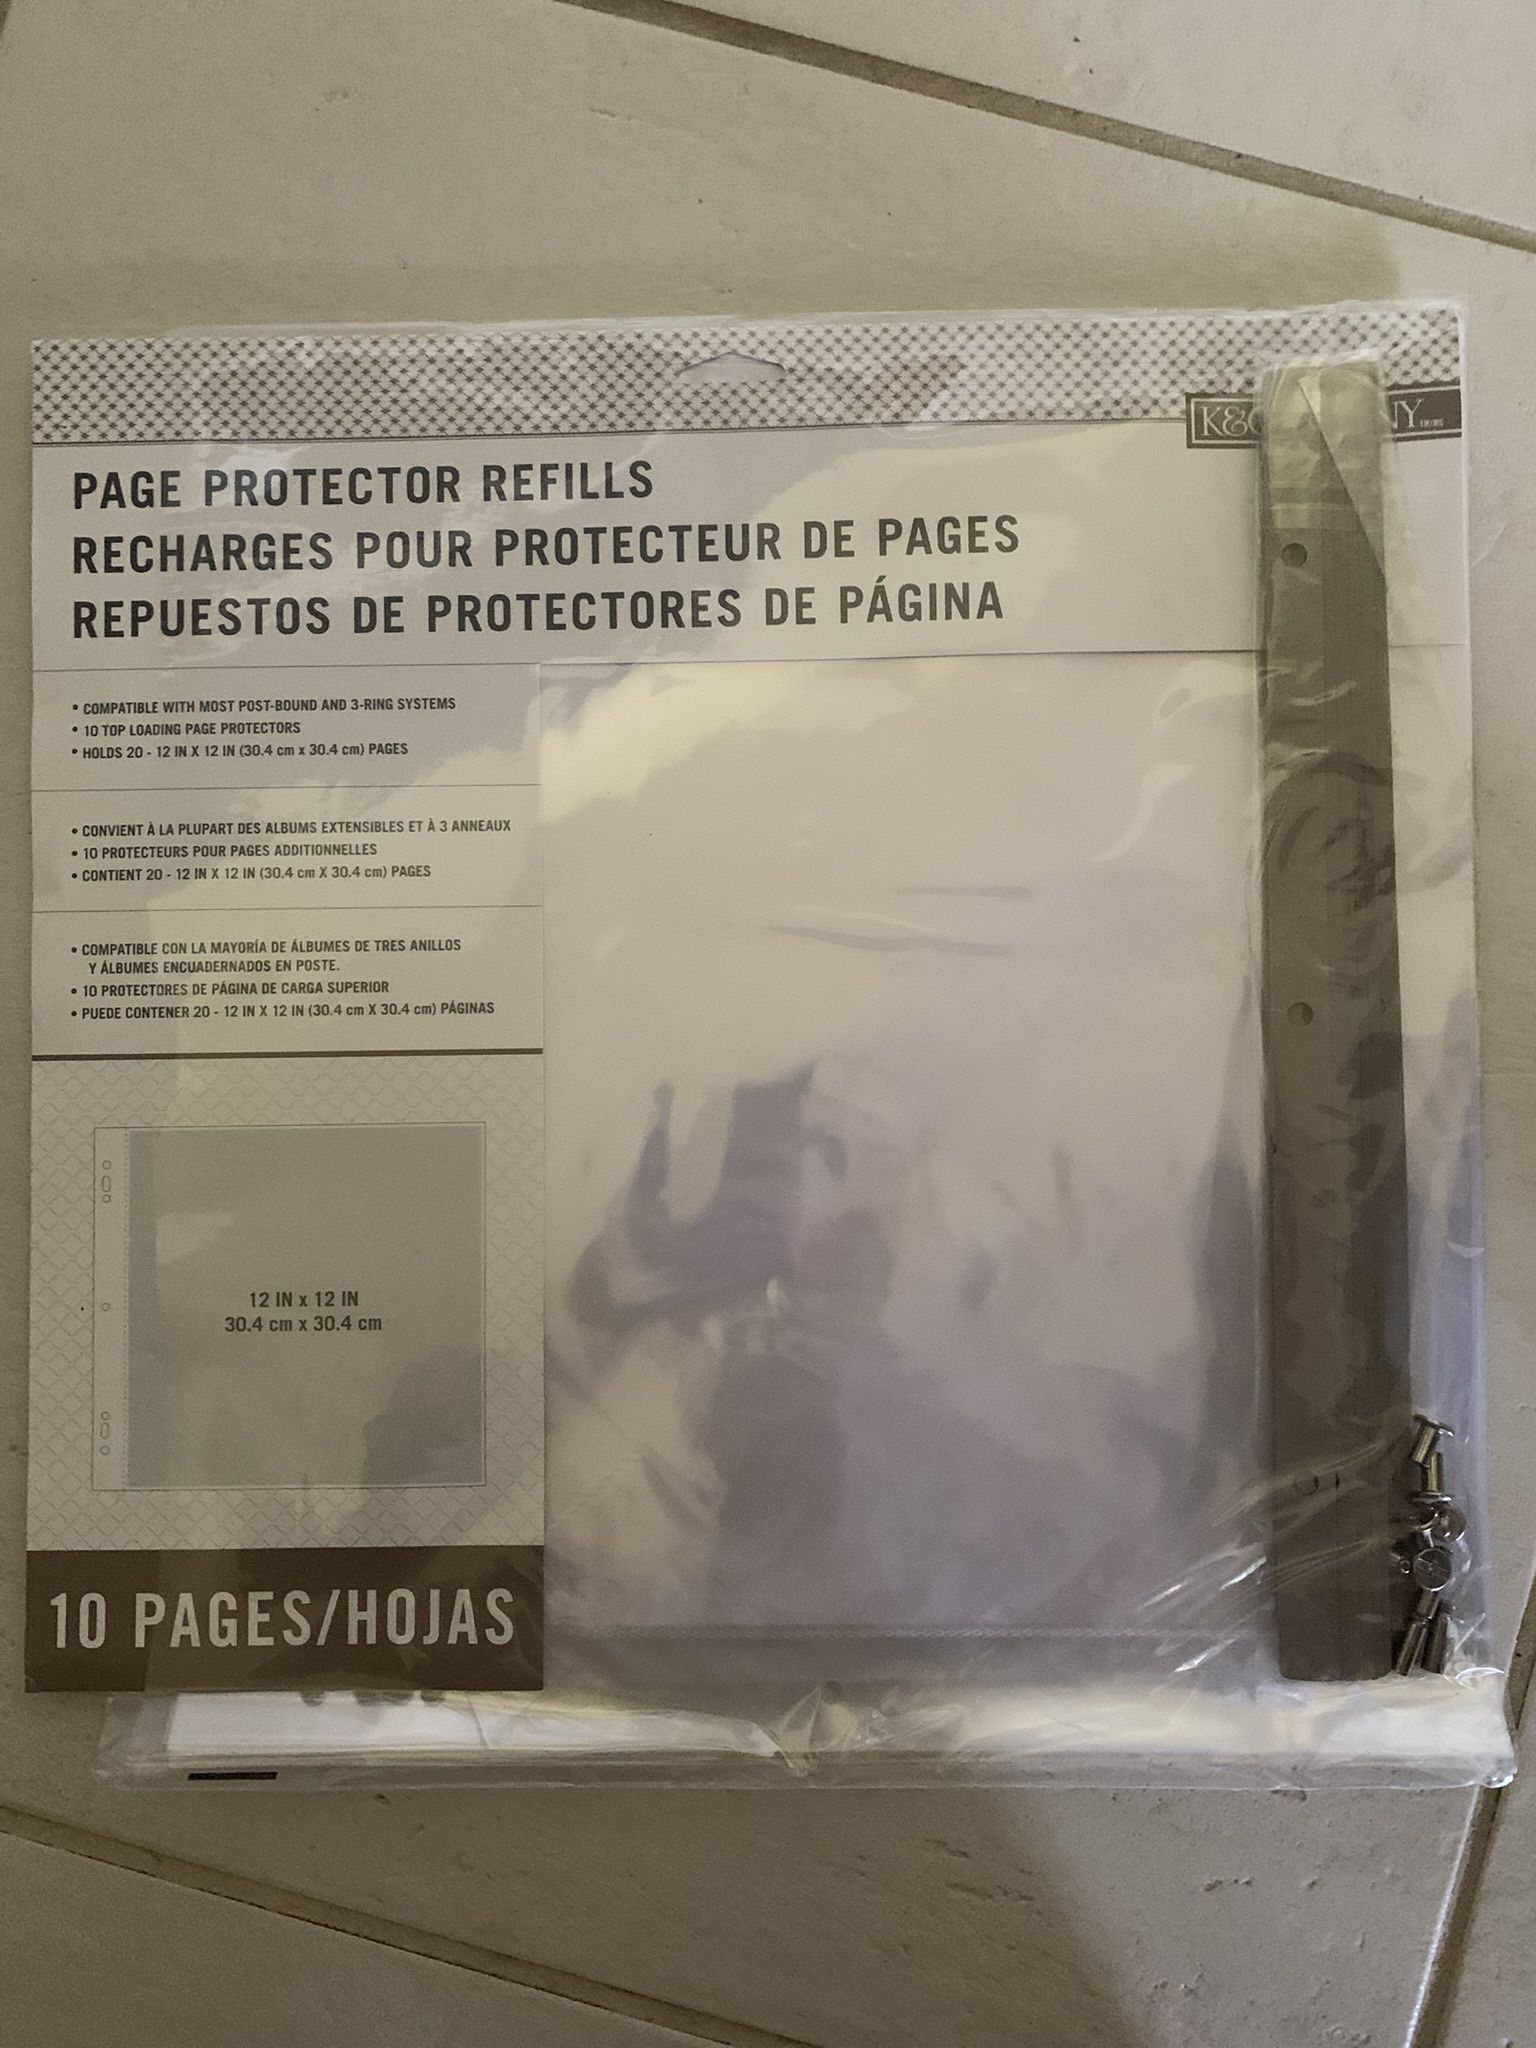 K&C NY TM/MC
PAGE PROTECTOR REFILLS
RECHARGES POUR PROTECTEUR DE PAGES
REPUESTOS DE PROTECTORES DE PÁGINA
• COMPATIBLE WITH MOST POST-BOUND AND 3-RING SYSTEMS
• 10 TOP LOADING PAGE PROTECTORS
• HOLDS 20 - 12 IN X 12 IN (30.4 cm x 30.4 cm) PAGES
• CONVIENT À LA PLUPART DES ALBUMS EXTENSIBLES ET À 3 ANNEAUX
• 10 PROTECTEURS POUR PAGES ADDITIONNELLES
• CONTIENT 20 - 12 IN X 12 IN (30.4 cm X 30.4 cm) PAGES
• COMPATIBLE CON LA MAYORÍA DE ÁLBUMES DE TRES ANILLOS
Y ÁLBUMES ENCUADERNADOS EN POSTE.
• 10 PROTECTORES DE PÁGINA DE CARGA SUPERIOR
• PUEDE CONTENER 20 - 12 IN X 12 IN (30.4 cm X 30.4 cm) PÁGINAS
12 IN x 12 IN
30.4 cm x 30.4 cm
10 PAGES/HOJAS